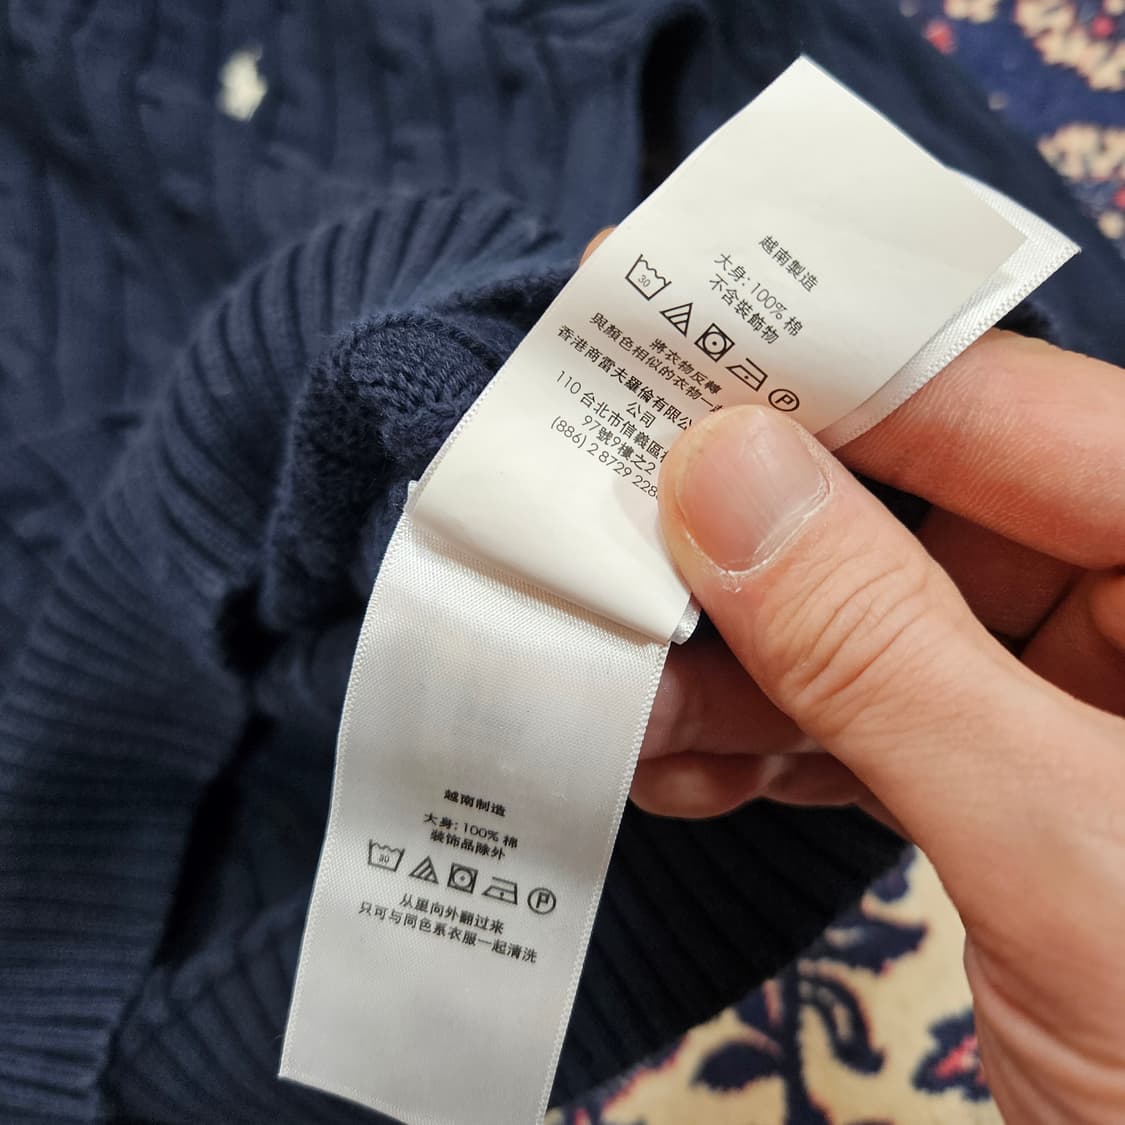 越南製造
大身: 100% 棉
不含裝飾物
30
P
將衣物反轉
與顏色相似的衣物一
香港商雷夫羅倫有限公
公司
110 台北市信義區
97號9樓之2
(886) 2 8729 228
越南制造
大身: 100% 棉
装饰品除外
30
P
从里向外翻过来
只可与同色系衣服一起清洗